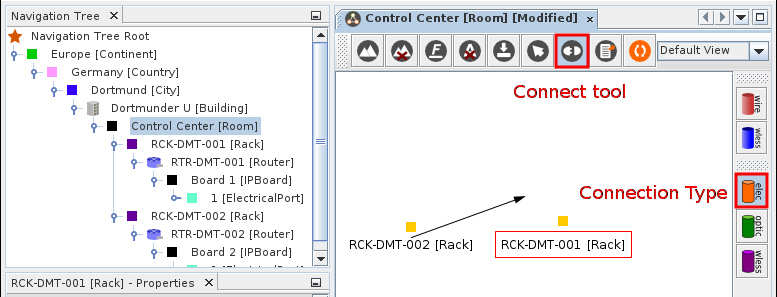 Navigation Tree
Navigation Tree Root
Europe [Continent]
Germany [Country]
Dortmund [City]
Dortmunder U [Building]
Control Center [Room]
RCK-DMT-001 [Rack]
RTR-DMT-001 [Router]
Board 1 [IPBoard]
1 [ElectricalPort]
RCK-DMT-002 [Rack]
RTR-DMT-002 [Router]
Board 2 [IPBoard]
RCK-DMT-001 [Rack] - Properties
Control Center [Room] [Modified]
Default View
Connect tool
Connection Type
RCK-DMT-002 [Rack]
RCK-DMT-001 [Rack]
wire
wless
elec
optic
wless